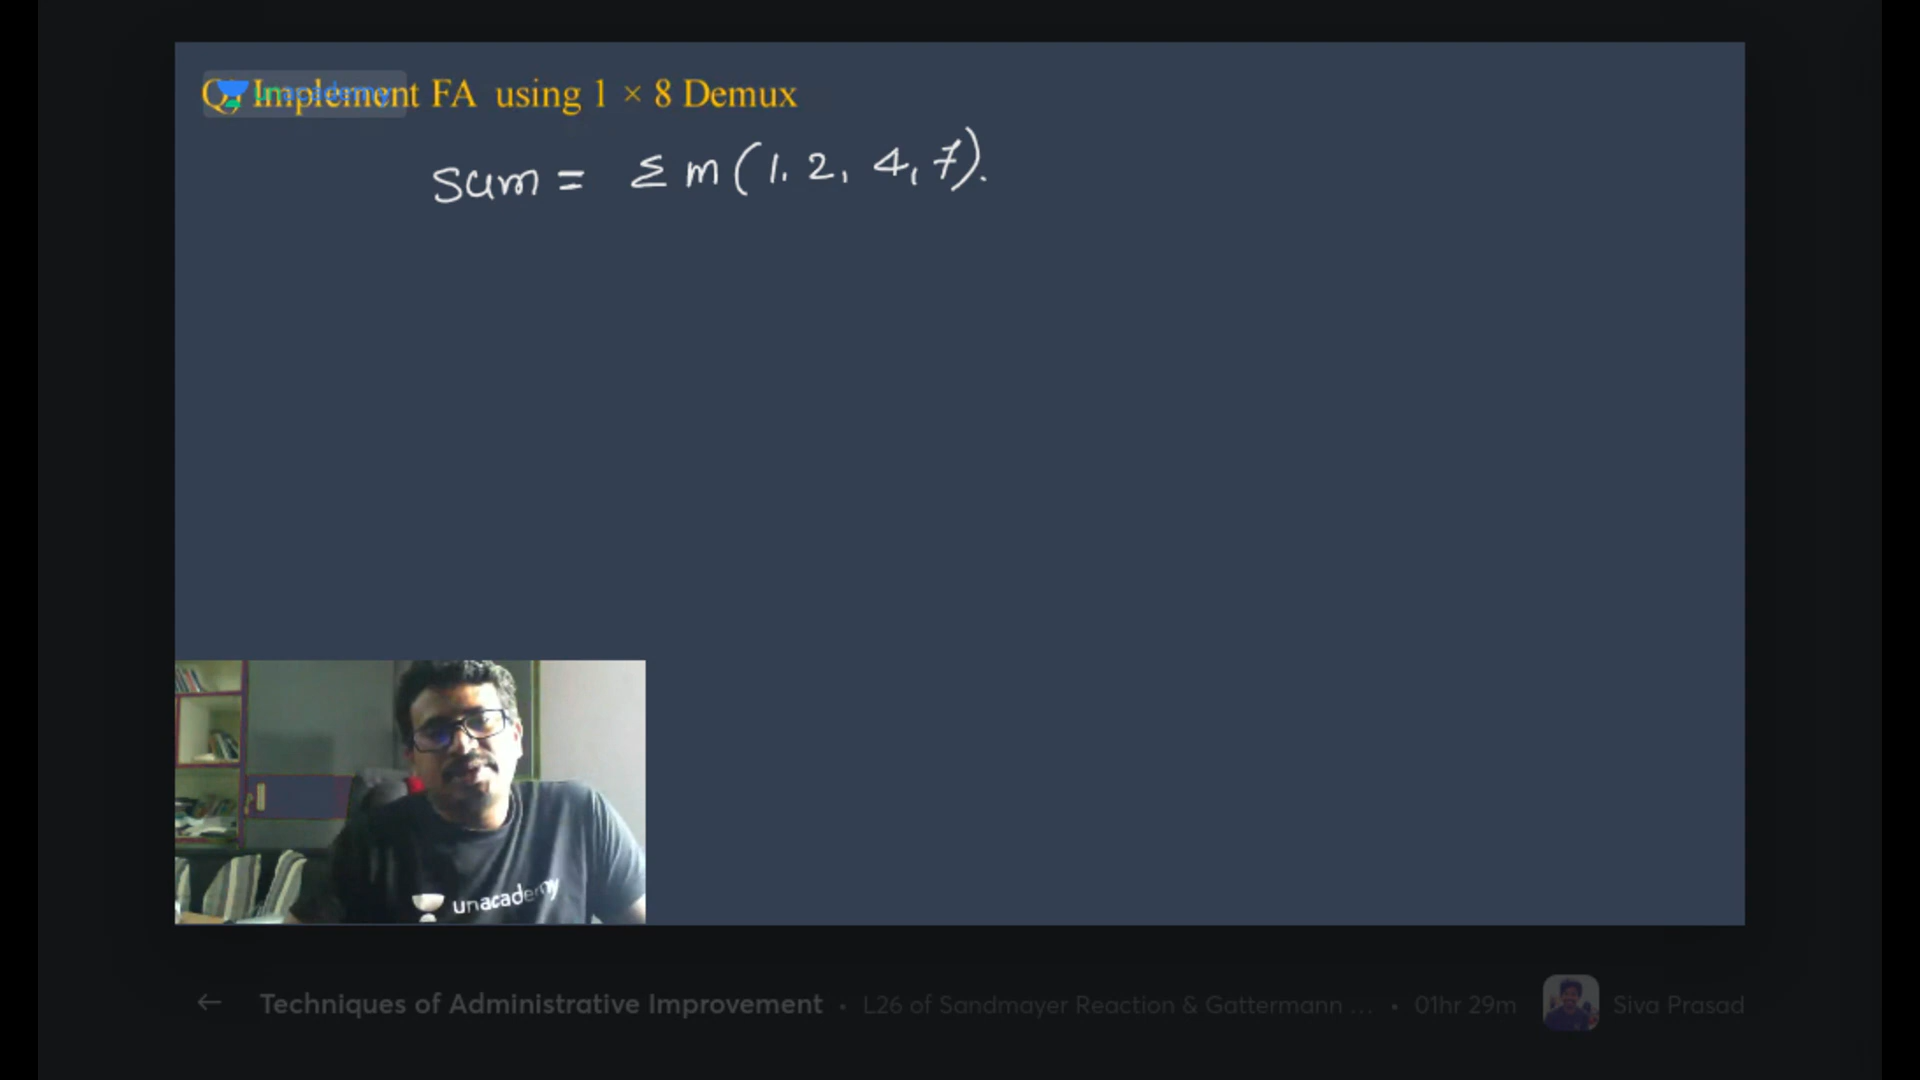 Q) Implement FA using 1 × 8 Demux
unacademy
Sum = Σ m (1, 2, 4, 7).
unacademy
Techniques of Administrative Improvement • L26 of Sandmayer Reaction & Gattermann ... • 01hr 29m Siva Prasad